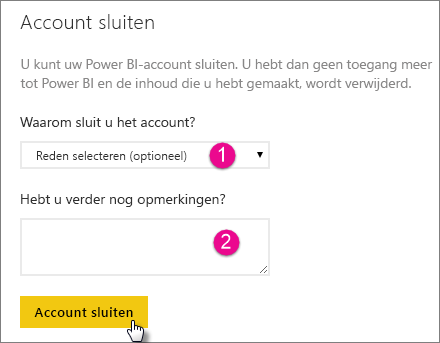 Account sluiten
U kunt uw Power BI-account sluiten. U hebt dan geen toegang meer
tot Power BI en de inhoud die u hebt gemaakt, wordt verwijderd.
Waarom sluit u het account?
Reden selecteren (optioneel) 1
Hebt u verder nog opmerkingen?
2
Account sluiten